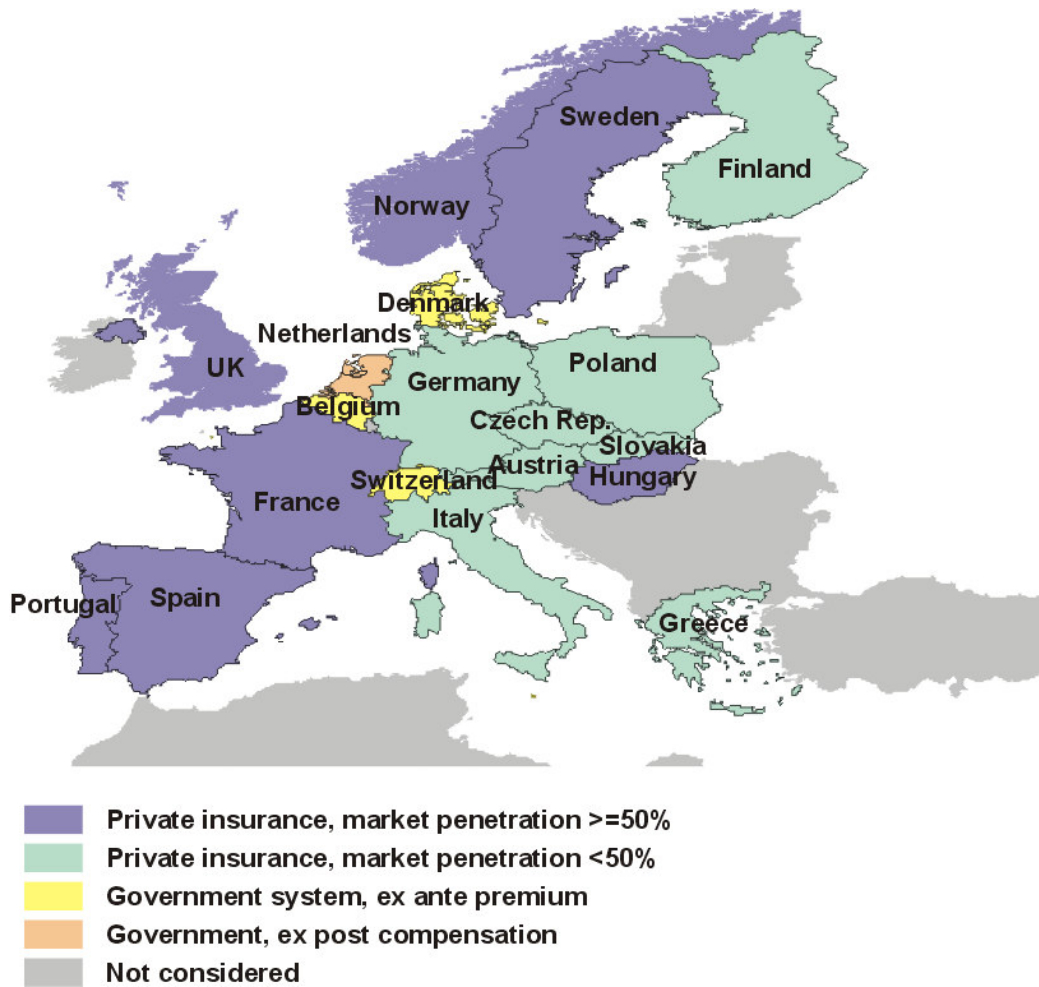 Sweden
Finland
Norway
Denmark
Netherlands
UK
Poland
Germany
Belgium
Czech Rep.
Slovakia
Austria
Switzerland
Hungary
France
Italy
Portugal
Spain
Greece
Private insurance, market penetration >=50%
Private insurance, market penetration <50%
Government system, ex ante premium
Government, ex post compensation
Not considered